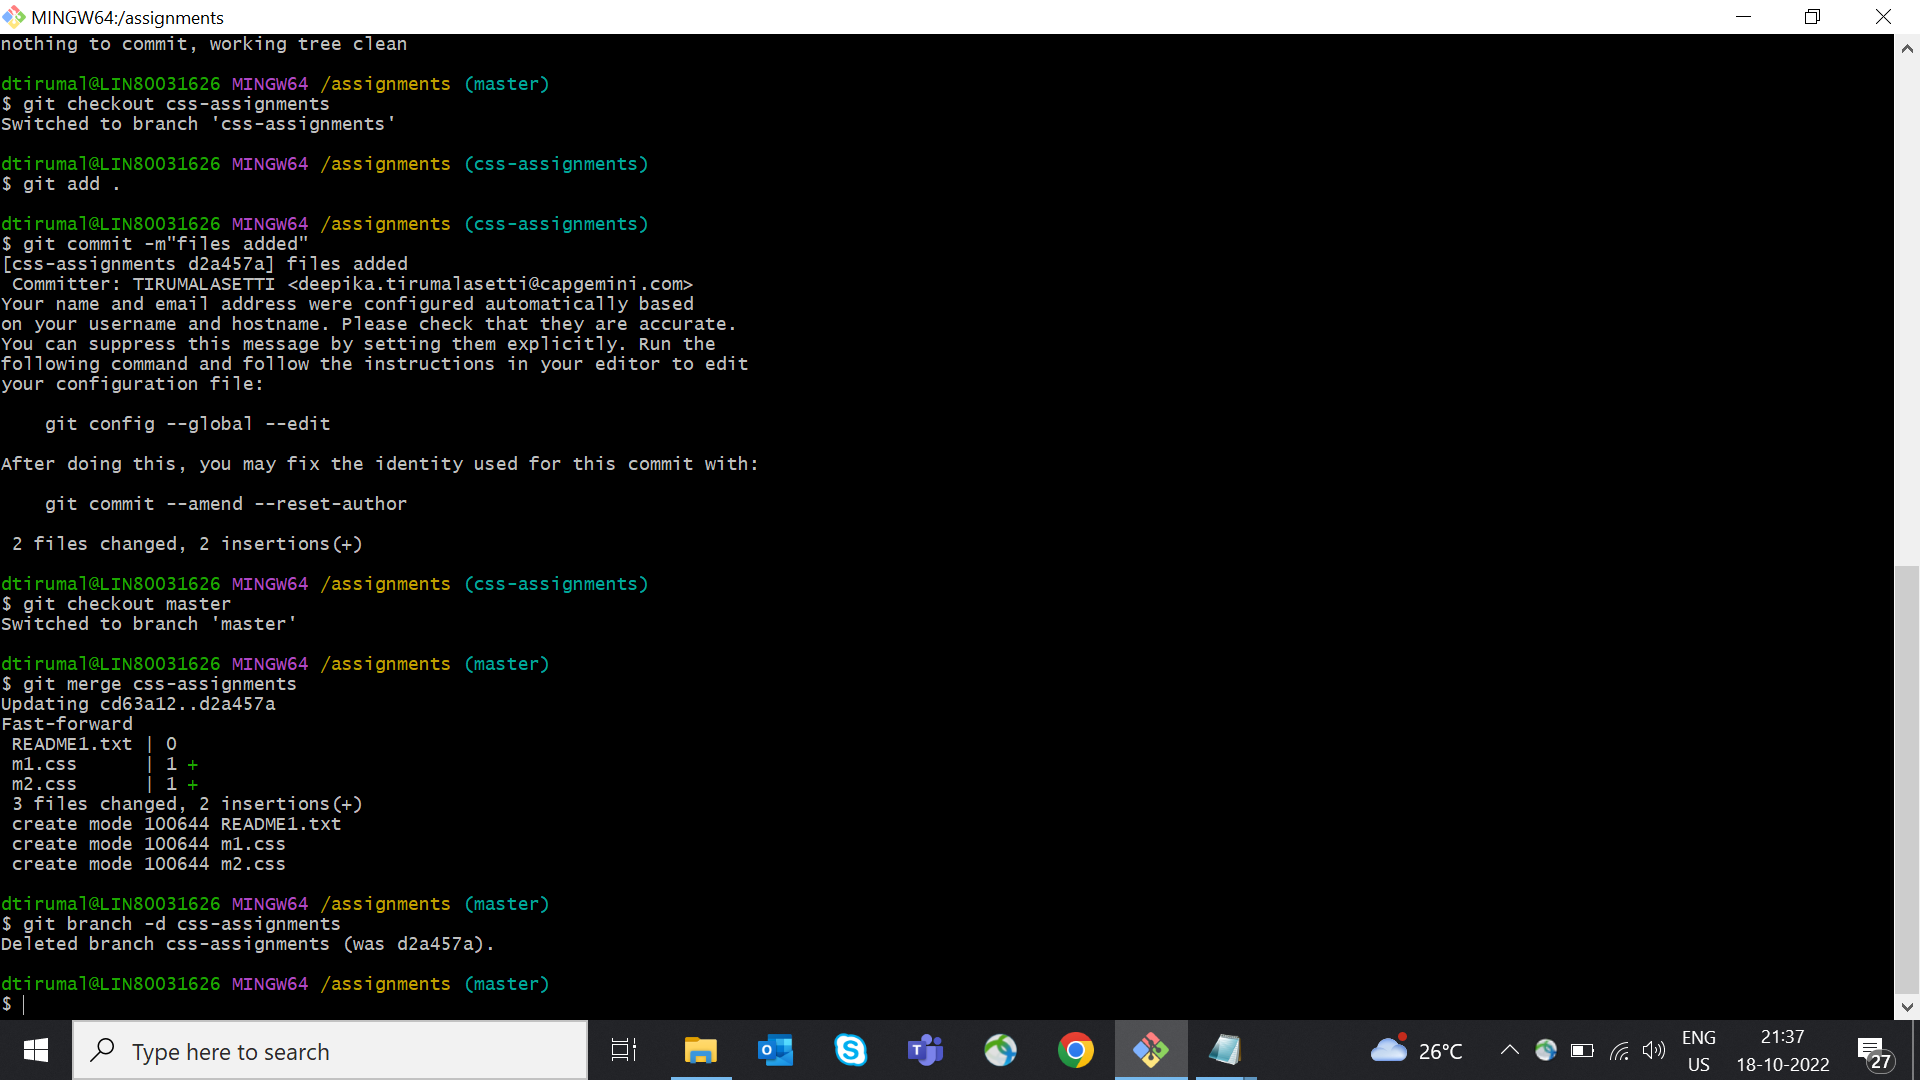 MINGW64:/assignments
nothing to commit, working tree clean
dtirumal@LIN80031626 MINGW64 /assignments (master)
$ git checkout css-assignments
Switched to branch 'css-assignments'
dtirumal@LIN80031626 MINGW64 /assignments (css-assignments)
$ git add .
dtirumal@LIN80031626 MINGW64 /assignments (css-assignments)
$ git commit -m"files added"
[css-assignments d2a457a] files added
Committer: TIRUMALASETTI <deepika.tirumalasetti@capgemini.com>
Your name and email address were configured automatically based
on your username and hostname. Please check that they are accurate.
You can suppress this message by setting them explicitly. Run the
following command and follow the instructions in your editor to edit
your configuration file:
git config --global --edit
After doing this, you may fix the identity used for this commit with:
git commit --amend --reset-author
2 files changed, 2 insertions(+)
dtirumal@LIN80031626 MINGW64 /assignments (css-assignments)
$ git checkout master
Switched to branch 'master'
dtirumal@LIN80031626 MINGW64 /assignments (master)
$ git merge css-assignments
Updating cd63a12..d2a457a
Fast-forward
README1.txt | 0
m1.css | 1 +
m2.css | 1 +
3 files changed, 2 insertions(+)
create mode 100644 README1.txt
create mode 100644 m1.css
create mode 100644 m2.css
dtirumal@LIN80031626 MINGW64 /assignments (master)
$ git branch -d css-assignments
Deleted branch css-assignments (was d2a457a).
dtirumal@LIN80031626 MINGW64 /assignments (master)
$
Type here to search
26°C
ENG
US
21:37
18-10-2022
27